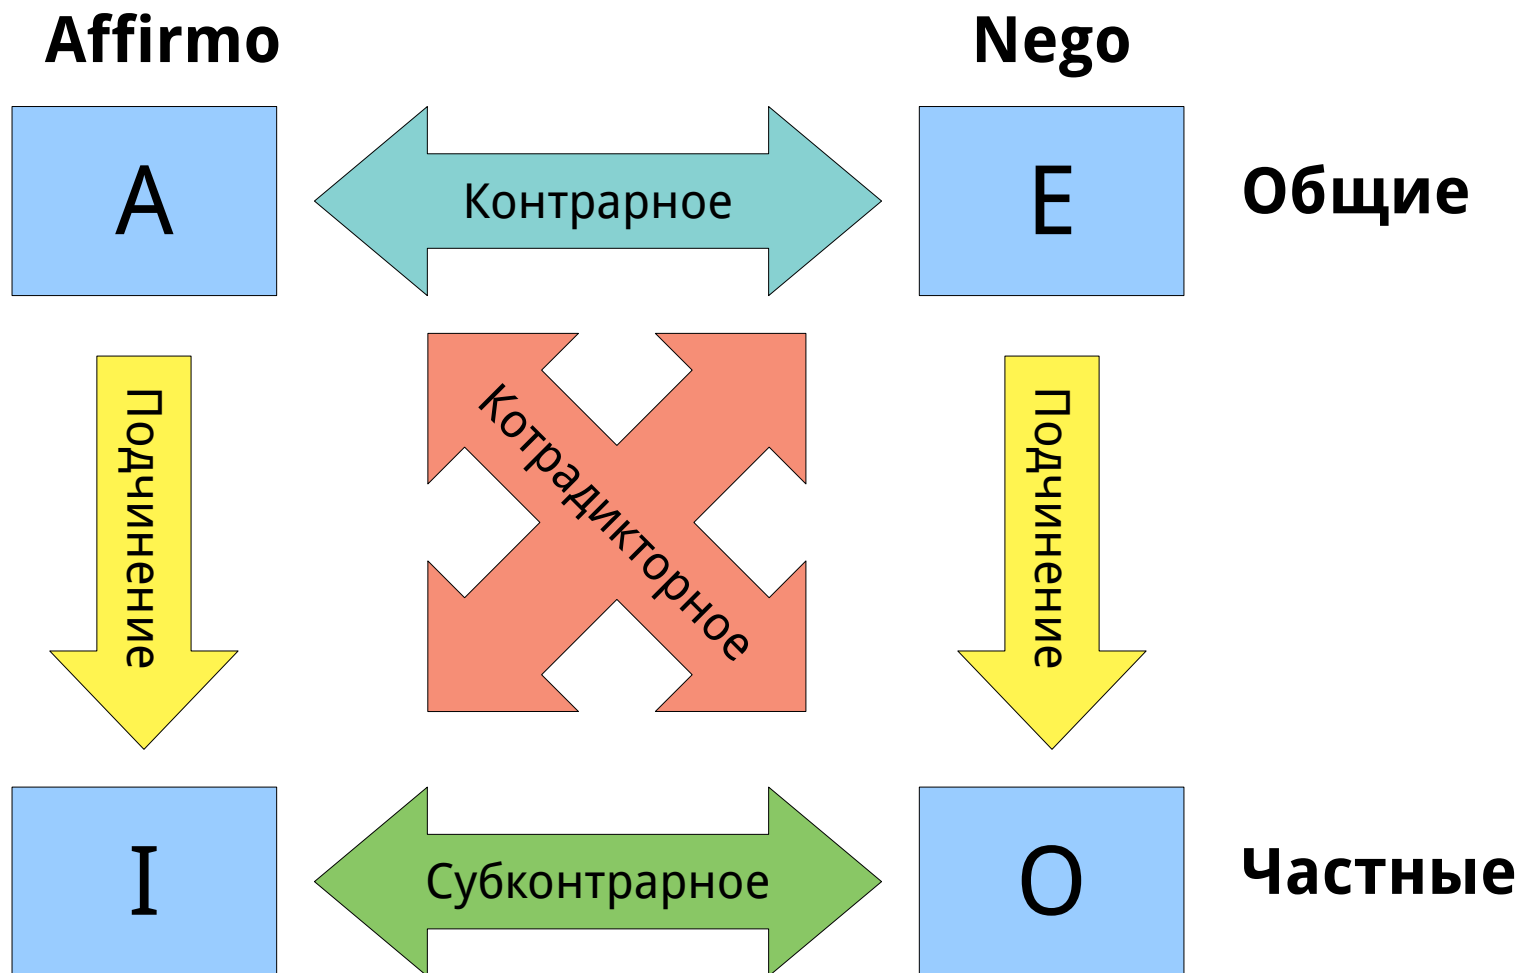 Affirmo
Nego
A
Контрарное
E
Общие
Подчинение
Котрадикторное
Подчинение
I
Субконтрарное
O
Частные